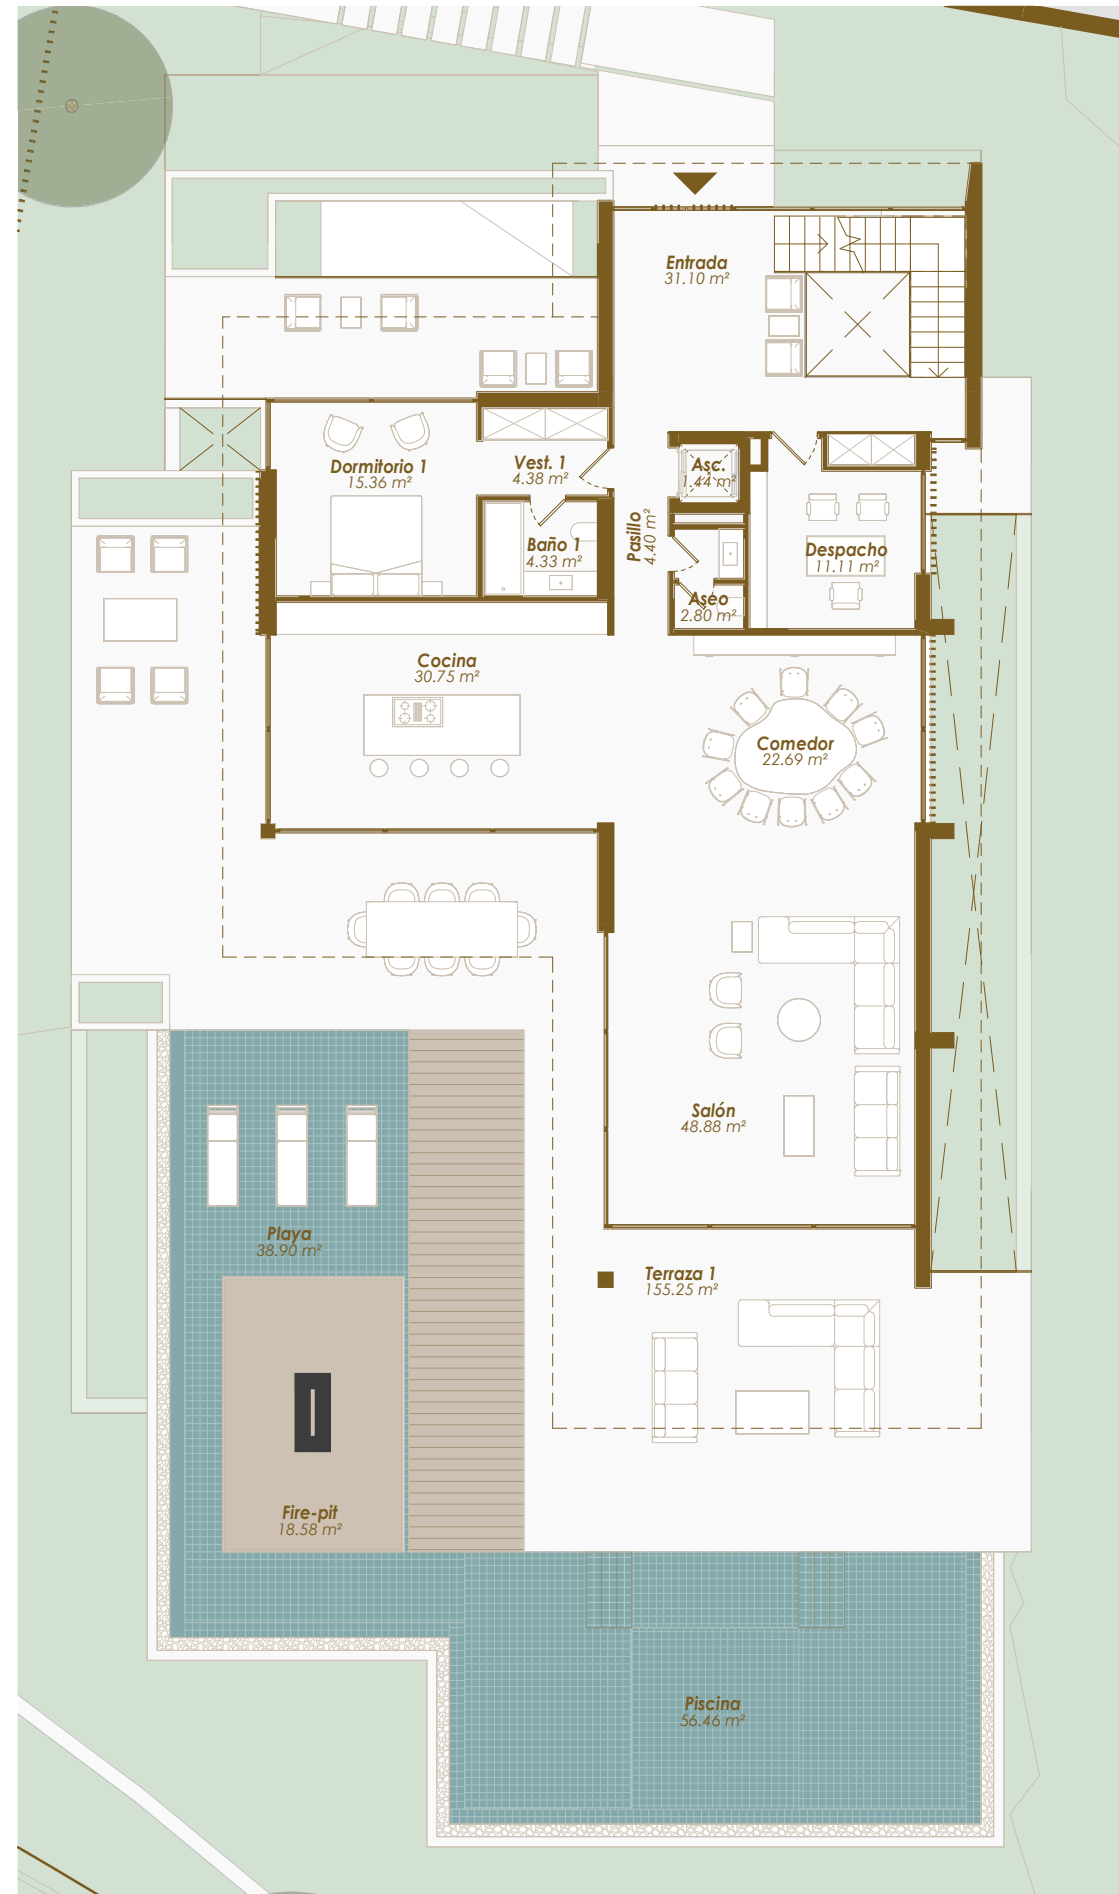 Entrada
31.10 m²
Dormitorio 1
15.36 m²
Vest. 1
4.38 m²
Asc.
1.44 m²
Pasillo
4.40 m²
Baño 1
4.33 m²
Despacho
11.11 m²
Aseo
2.80 m²
Cocina
30.75 m²
Comedor
22.69 m²
Salón
48.88 m²
Playa
38.90 m²
Terraza 1
155.25 m²
Fire-pit
18.58 m²
Piscina
56.46 m²